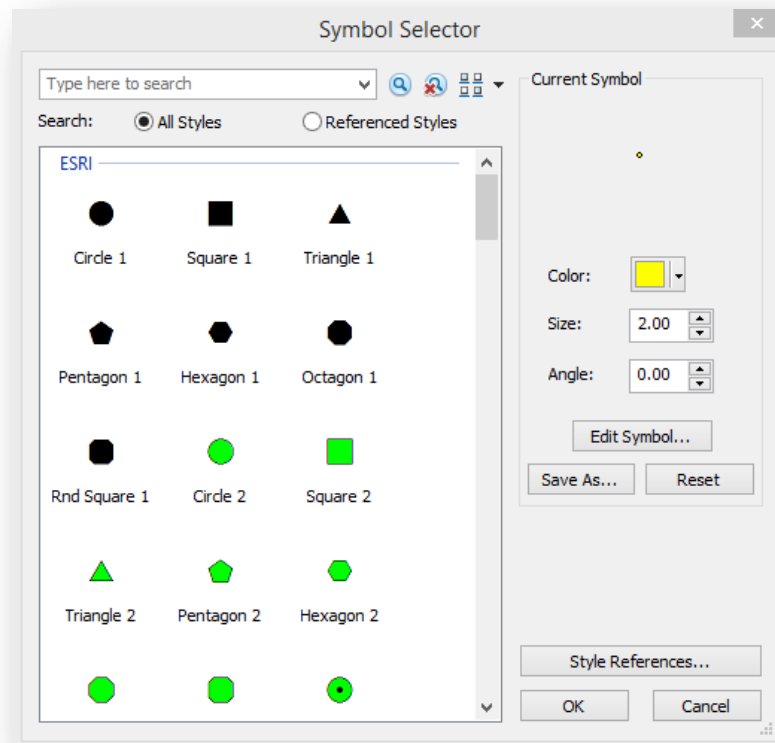 Symbol Selector
Type here to search
Search: All Styles Referenced Styles
ESRI
Circle 1 Square 1 Triangle 1
Pentagon 1 Hexagon 1 Octagon 1
Rnd Square 1 Circle 2 Square 2
Triangle 2 Pentagon 2 Hexagon 2
Current Symbol
Color:
Size: 2.00
Angle: 0.00
Edit Symbol...
Save As... Reset
Style References...
OK Cancel